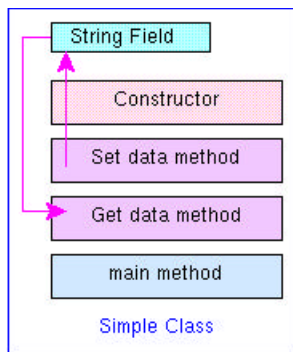 String Field
Constructor
Set data method
Get data method
main method
Simple Class